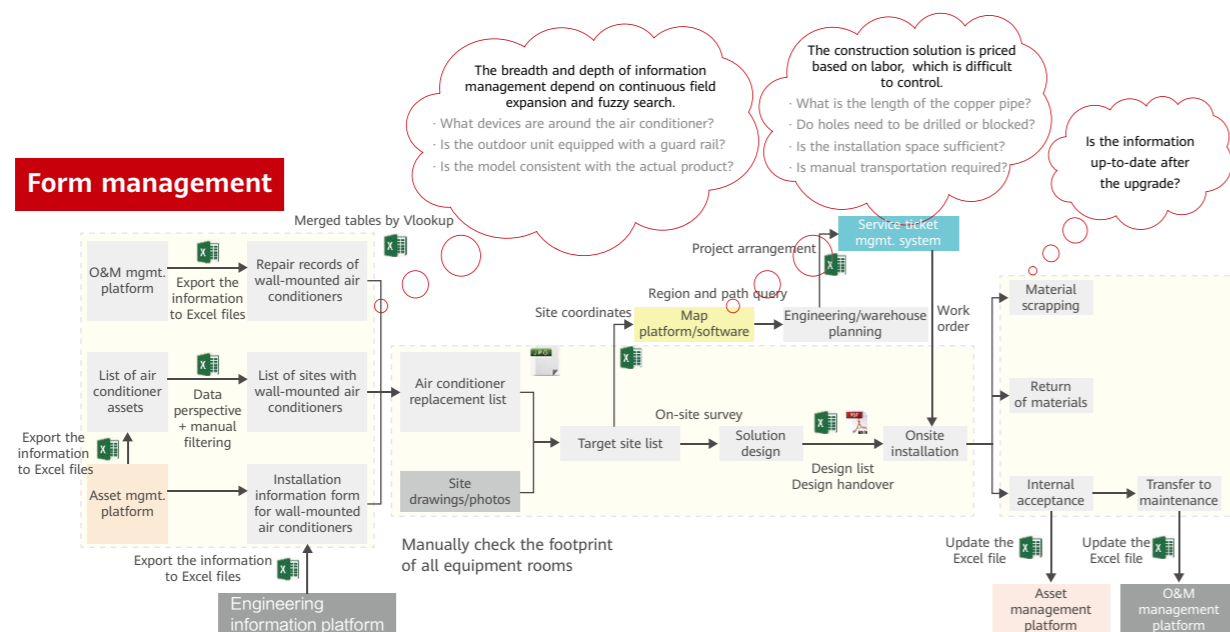 The breadth and depth of information
management depend on continuous field
expansion and fuzzy search.
· What devices are around the air conditioner?
· Is the outdoor unit equipped with a guard rail?
· Is the model consistent with the actual product?
The construction solution is priced
based on labor, which is difficult
to control.
· What is the length of the copper pipe?
· Do holes need to be drilled or blocked?
· Is the installation space sufficient?
· Is manual transportation required?
Is the information
up-to-date after
the upgrade?
Form management
Merged tables by Vlookup
O&M mgmt.
platform
Export the
information
to Excel files
Repair records of
wall-mounted air
conditioners
List of air
conditioner
assets
Data
perspective
+ manual
filtering
List of sites with
wall-mounted air
conditioners
Export the
information
to Excel files
Asset mgmt.
platform
Installation
information form
for wall-mounted
air conditioners
Export the information
to Excel files
Engineering
information platform
Air conditioner
replacement list
JPG
Site
drawings/photos
Manually check the footprint
of all equipment rooms
Target site list
Site coordinates
Region and path query
Map
platform/software
Engineering/warehouse
planning
Project arrangement
Service-ticket
mgmt. system
Work
order
On-site survey
Solution
design
PDF
Design list
Design handover
Onsite
installation
Material
scrapping
Return
of materials
Internal
acceptance
Transfer to
maintenance
Update the
Excel file
Update the
Excel file
Asset
management
platform
O&M
management
platform